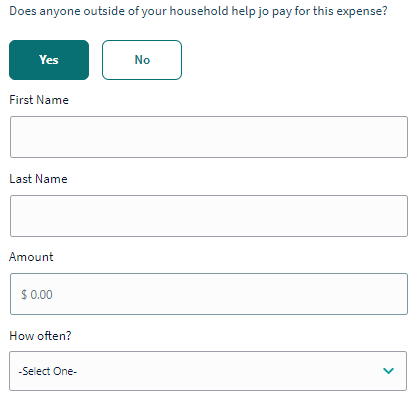 Does anyone outside of your household help jo pay for this expense?
Yes No
First Name
Last Name
Amount
$ 0.00
How often?
-Select One-